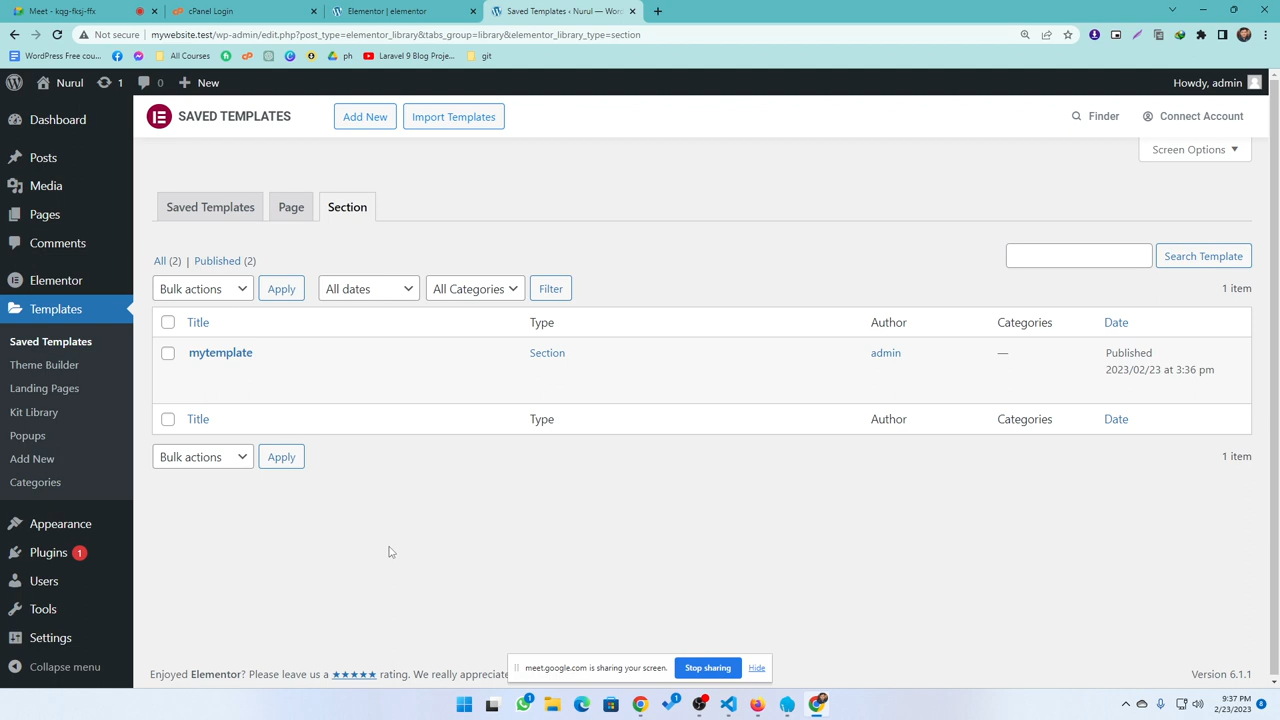 Meet - kqg-fksj-ffx
cPanel Login
Elementor | elementor
Saved Templates ‹ Nurul — Wor
Not secure | mywebsite.test/wp-admin/edit.php?post_type=elementor_library&tabs_group=library&elementor_library_type=section
WordPress Free cou...
All Courses
ph
Laravel 9 Blog Proje...
git
Nurul
1
0
New
Howdy, admin
Dashboard
Posts
Media
Pages
Comments
Elementor
Templates
Saved Templates
Theme Builder
Landing Pages
Kit Library
Popups
Add New
Categories
Appearance
Plugins 1
Users
Tools
Settings
Collapse menu
SAVED TEMPLATES
Add New
Import Templates
Finder
Connect Account
Screen Options
Saved Templates
Page
Section
All (2) | Published (2)
Search Template
Bulk actions
Apply
All dates
All Categories
Filter
1 item
Title
Type
Author
Categories
Date
mytemplate
Section
admin
—
Published
2023/02/23 at 3:36 pm
Title
Type
Author
Categories
Date
Bulk actions
Apply
1 item
meet.google.com is sharing your screen.
Stop sharing
Hide
Enjoyed Elementor? Please leave us a ★★★★★ rating. We really appreciate
Version 6.1.1
1
1
9:37 PM
2/23/2023